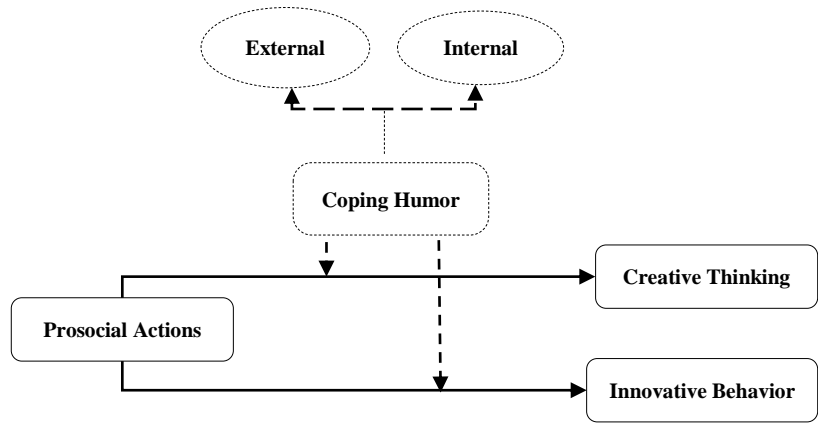 External
Internal
Coping Humor
Creative Thinking
Prosocial Actions
Innovative Behavior